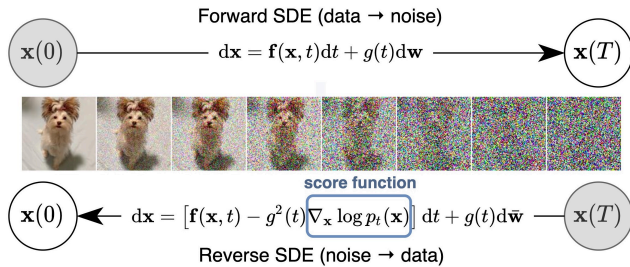 Forward SDE (data → noise)
x(0) dx = f(x, t)dt + g(t)dw x(T)
score function
x(0) dx = [f(x, t) − g²(t)∇ₓ log pₜ(x)] dt + g(t)dw̄ x(T)
Reverse SDE (noise → data)